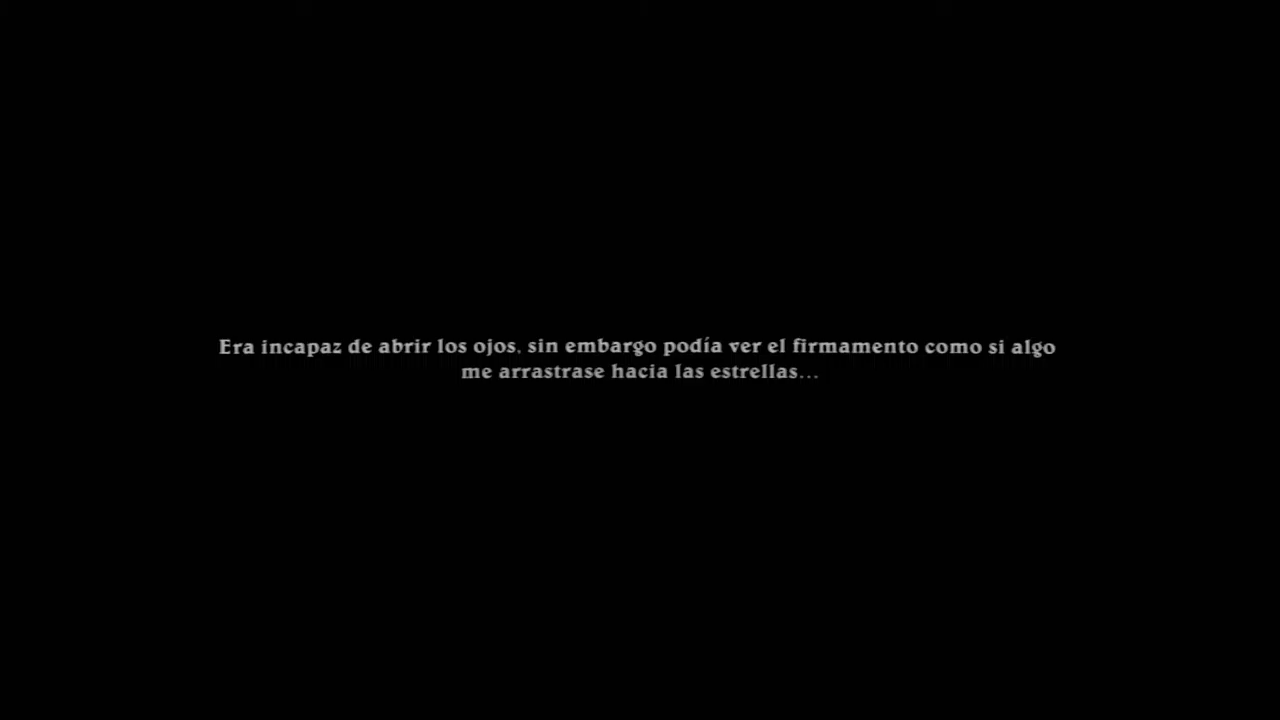 Era incapaz de abrir los ojos, sin embargo podía ver el firmamento como si algo
me arrastrase hacia las estrellas...